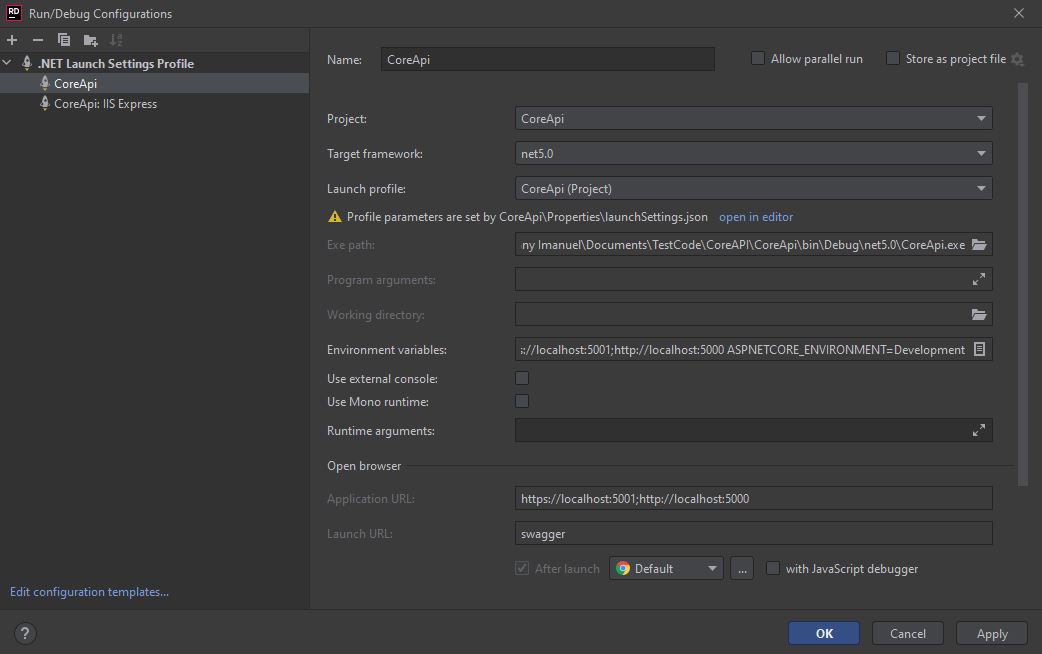 RD
Run/Debug Configurations
.NET Launch Settings Profile
CoreApi
CoreApi: IIS Express
Edit configuration templates...
Name:
CoreApi
Allow parallel run
Store as project file
Project:
CoreApi
Target framework:
net5.0
Launch profile:
CoreApi (Project)
Profile parameters are set by CoreApi\Properties\launchSettings.json open in editor
Exe path:
ny Imanuel\Documents\TestCode\CoreAPI\CoreApi\bin\Debug\net5.0\CoreApi.exe
Program arguments:
Working directory:
Environment variables:
://localhost:5001;http://localhost:5000 ASPNETCORE_ENVIRONMENT=Development
Use external console:
Use Mono runtime:
Runtime arguments:
Open browser
Application URL:
https://localhost:5001;http://localhost:5000
Launch URL:
swagger
After launch
Default
...
with JavaScript debugger
?
OK
Cancel
Apply